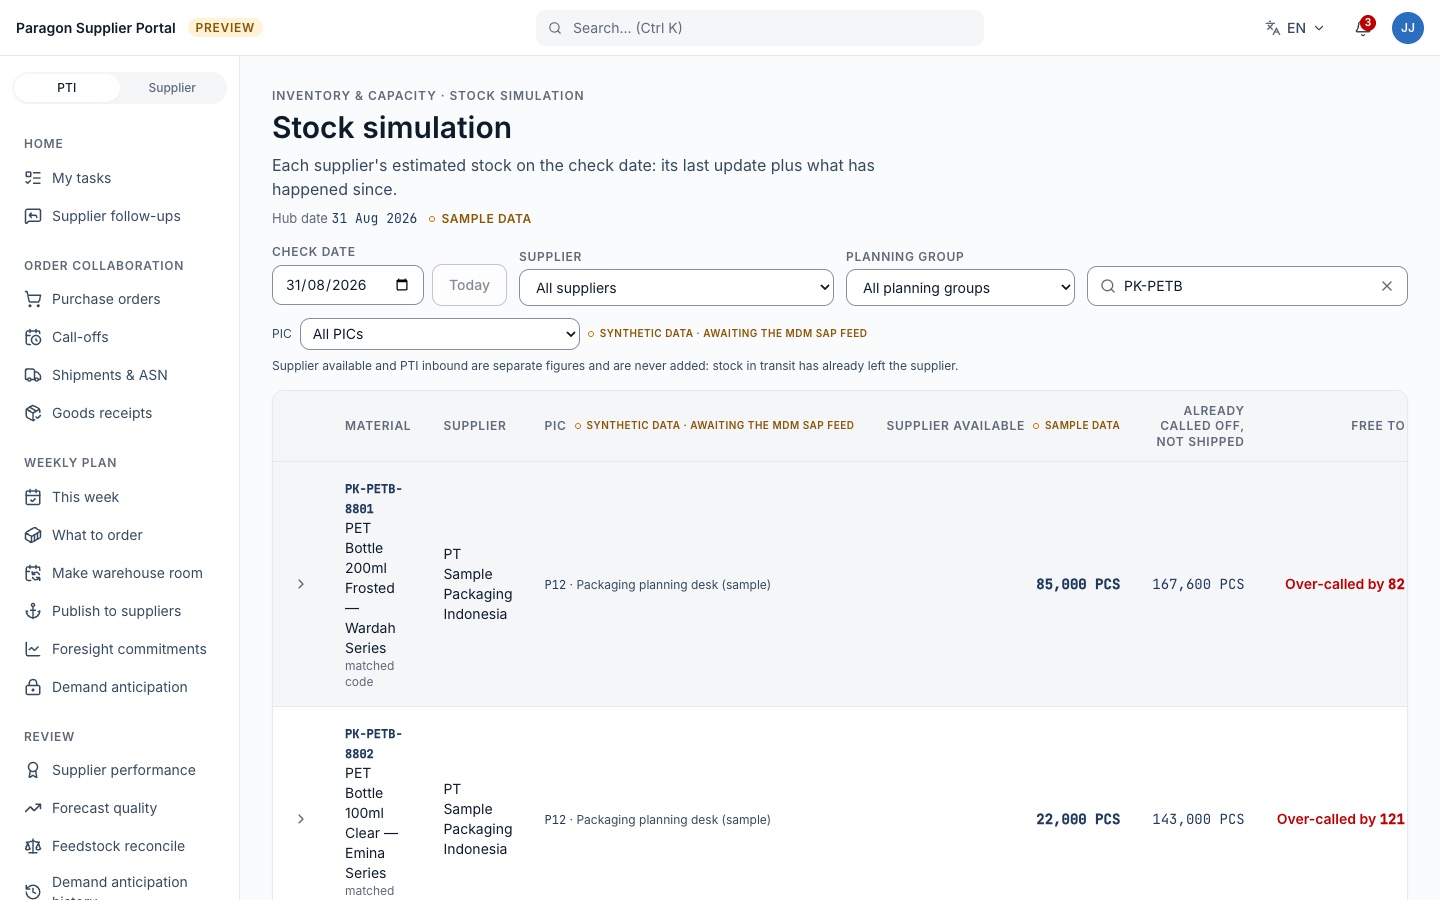 Paragon Supplier Portal PREVIEW
Search... (Ctrl K)
EN
3
JJ
PTI Supplier
HOME
My tasks
Supplier follow-ups
ORDER COLLABORATION
Purchase orders
Call-offs
Shipments & ASN
Goods receipts
WEEKLY PLAN
This week
What to order
Make warehouse room
Publish to suppliers
Foresight commitments
Demand anticipation
REVIEW
Supplier performance
Forecast quality
Feedstock reconcile
Demand anticipation
INVENTORY & CAPACITY · STOCK SIMULATION
Stock simulation
Each supplier's estimated stock on the check date: its last update plus what has
happened since.
Hub date 31 Aug 2026 SAMPLE DATA
CHECK DATE
31/08/2026
Today
SUPPLIER
All suppliers
PLANNING GROUP
All planning groups
PK-PETB
PIC All PICs SYNTHETIC DATA · AWAITING THE MDM SAP FEED
Supplier available and PTI inbound are separate figures and are never added: stock in transit has already left the supplier.
MATERIAL
SUPPLIER
PIC SYNTHETIC DATA · AWAITING THE MDM SAP FEED
SUPPLIER AVAILABLE SAMPLE DATA
ALREADY
CALLED OFF,
NOT SHIPPED
FREE TO
PK-PETB-
8801
PET
Bottle
200ml
Frosted
—
Wardah
Series
matched
code
PT
Sample
Packaging
Indonesia
P12 · Packaging planning desk (sample)
85,000 PCS
167,600 PCS
Over-called by 82
PK-PETB-
8802
PET
Bottle
100ml
Clear —
Emina
Series
matched
PT
Sample
Packaging
Indonesia
P12 · Packaging planning desk (sample)
22,000 PCS
143,000 PCS
Over-called by 121